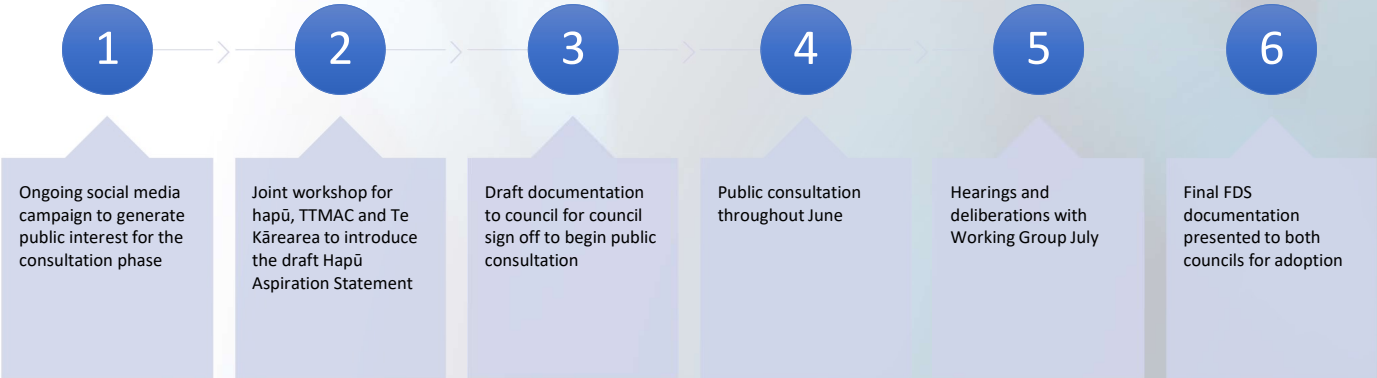 1
Ongoing social media
campaign to generate
public interest for the
consultation phase
2
Joint workshop for
hapū, TTMAC and Te
Kārearea to introduce
the draft Hapū
Aspiration Statement
3
Draft documentation
to council for council
sign off to begin public
consultation
4
Public consultation
throughout June
5
Hearings and
deliberations with
Working Group July
6
Final FDS
documentation
presented to both
councils for adoption